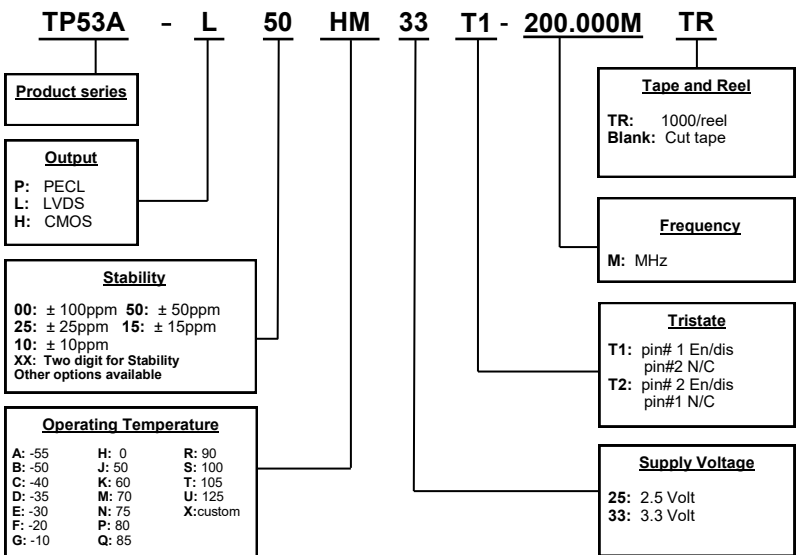 TP53A - L 50 HM 33 T1 - 200.000M TR
Product series
Output
P: PECL
L: LVDS
H: CMOS
Stability
00: ± 100ppm 50: ± 50ppm
25: ± 25ppm 15: ± 15ppm
10: ± 10ppm
XX: Two digit for Stability
Other options available
Operating Temperature
A: -55 H: 0 R: 90
B: -50 J: 50 S: 100
C: -40 K: 60 T: 105
D: -35 M: 70 U: 125
E: -30 N: 75 X:custom
F: -20 P: 80
G: -10 Q: 85
Tape and Reel
TR: 1000/reel
Blank: Cut tape
Frequency
M: MHz
Tristate
T1: pin# 1 En/dis
pin#2 N/C
T2: pin# 2 En/dis
pin#1 N/C
Supply Voltage
25: 2.5 Volt
33: 3.3 Volt